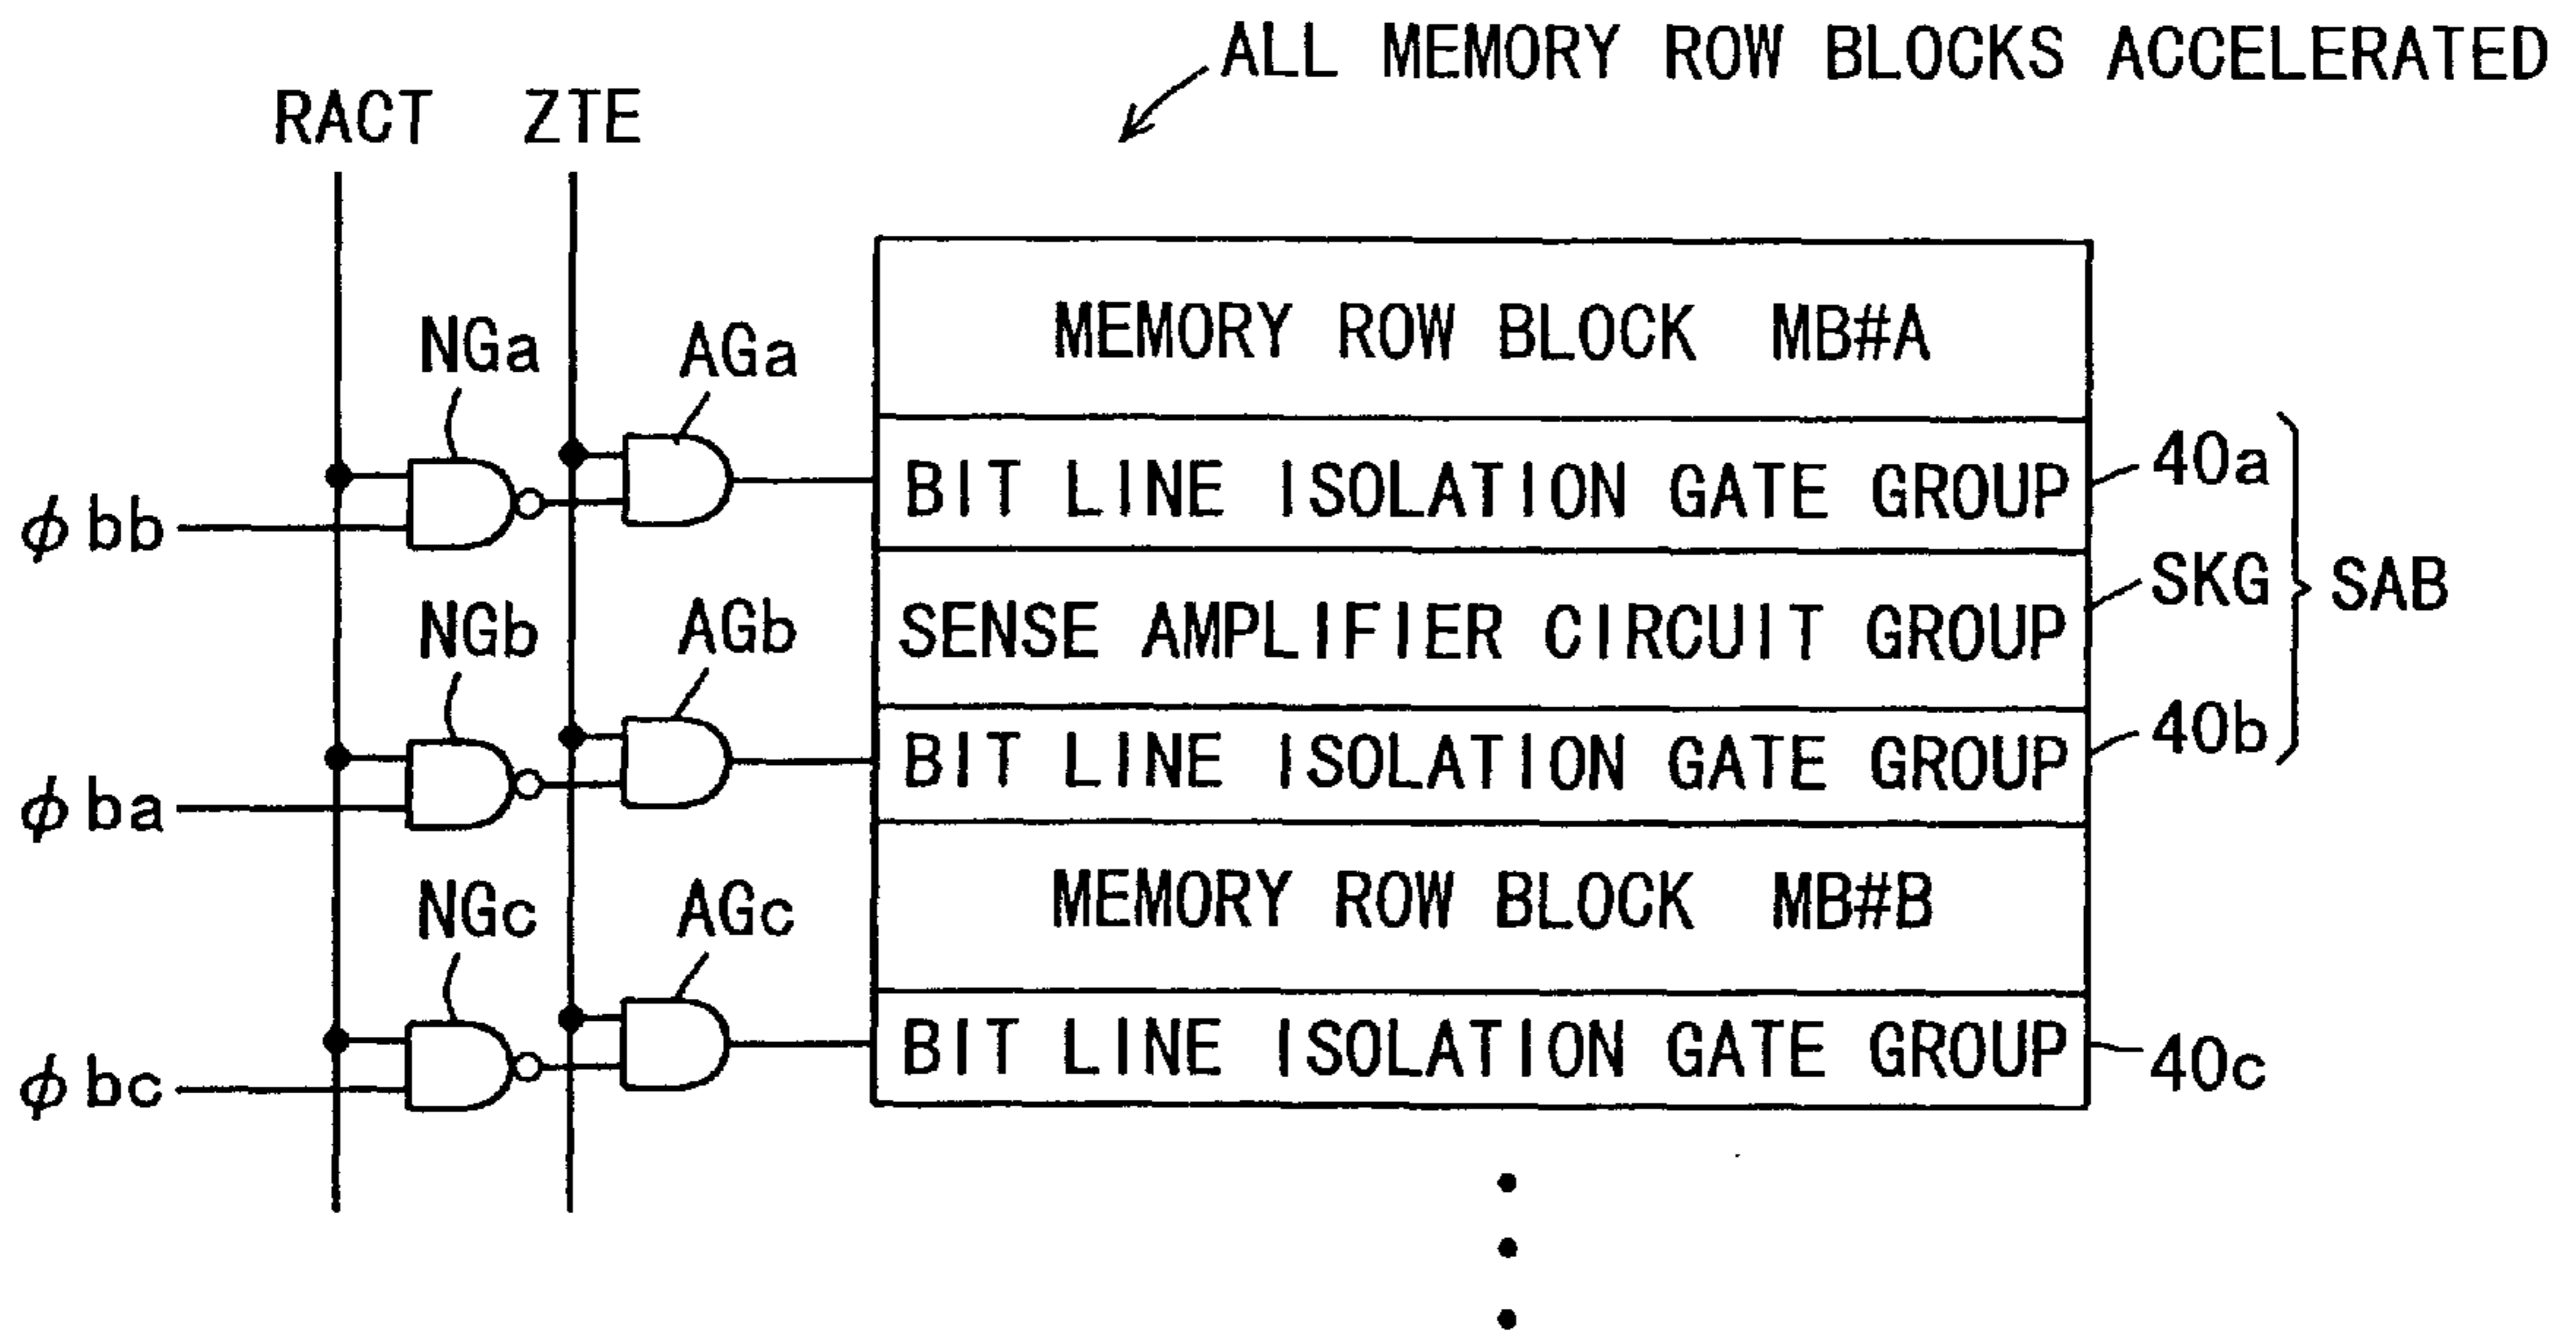 ALL MEMORY ROW BLOCKS ACCELERATED
RACT ZTE
MEMORY ROW BLOCK MB#A
NGa AGa
φbb
BIT LINE ISOLATION GATE GROUP 40a
SENSE AMPLIFIER CIRCUIT GROUP SKG SAB
NGb AGb
φba
BIT LINE ISOLATION GATE GROUP 40b
MEMORY ROW BLOCK MB#B
NGc AGc
φbc
BIT LINE ISOLATION GATE GROUP 40c